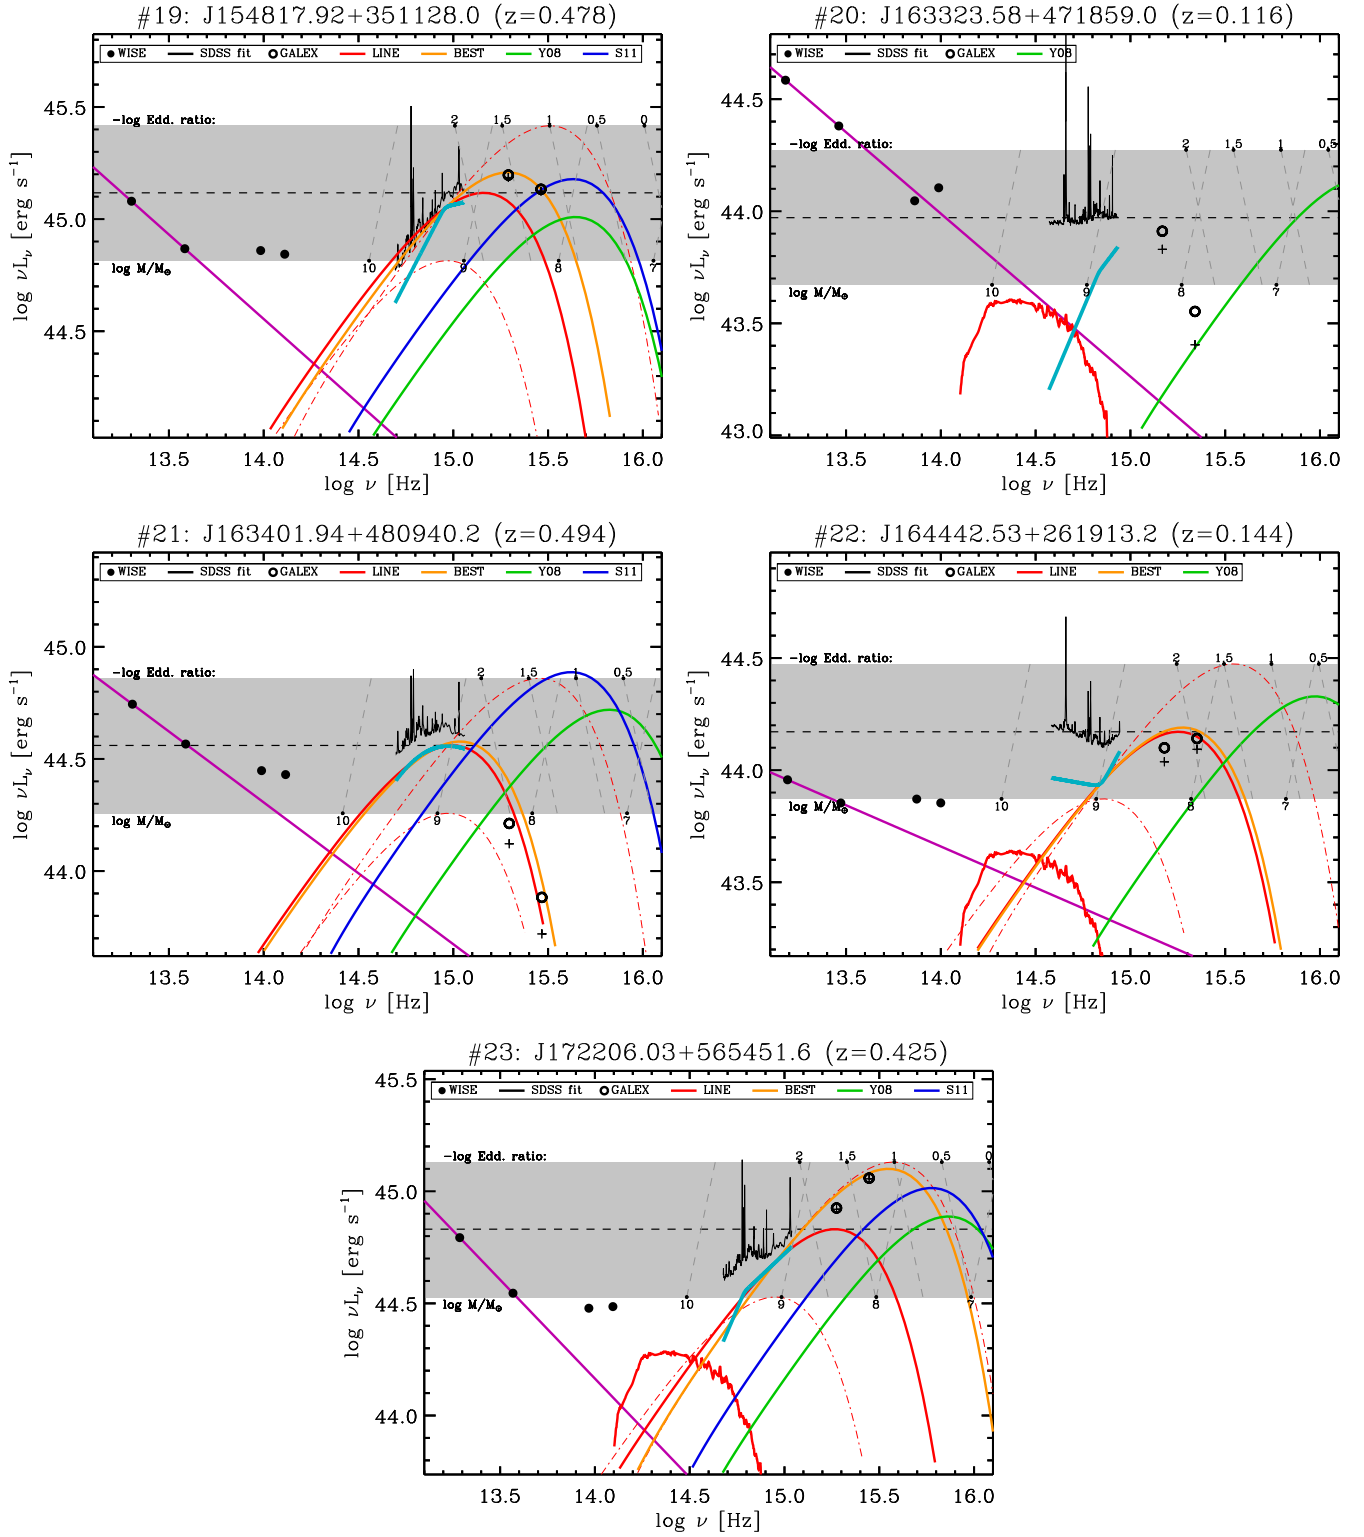 #19: J154817.92+351128.0 (z=0.478)
WISE SDSS fit GALEX LINE BEST Y08 S11
45.5
-log Edd. ratio: 2 1.5 1 0.5 0
45.0
log M/M⊙ 10 9 8 7
44.5
log νLν [erg s⁻¹]
13.5 14.0 14.5 15.0 15.5 16.0
log ν [Hz]
#20: J163323.58+471859.0 (z=0.116)
WISE SDSS fit GALEX Y08
44.5
-log Edd. ratio: 2 1.5 1 0.5
44.0
log M/M⊙ 10 9 8 7
43.5
43.0
log νLν [erg s⁻¹]
13.5 14.0 14.5 15.0 15.5 16.0
log ν [Hz]
#21: J163401.94+480940.2 (z=0.494)
WISE SDSS fit GALEX LINE BEST Y08 S11
45.0
-log Edd. ratio: 2 1.5 1 0.5
44.5
log M/M⊙ 10 9 8 7
44.0
log νLν [erg s⁻¹]
13.5 14.0 14.5 15.0 15.5 16.0
log ν [Hz]
#22: J164442.53+261913.2 (z=0.144)
WISE SDSS fit GALEX LINE BEST Y08
44.5
-log Edd. ratio: 2 1.5 1 0.5
44.0
log M/M⊙ 10 9 8 7
43.5
log νLν [erg s⁻¹]
13.5 14.0 14.5 15.0 15.5 16.0
log ν [Hz]
#23: J172206.03+565451.6 (z=0.425)
45.5
WISE SDSS fit GALEX LINE BEST Y08 S11
-log Edd. ratio: 2 1.5 1 0.5 0
45.0
44.5
log M/M⊙ 10 9 8 7
44.0
log νLν [erg s⁻¹]
13.5 14.0 14.5 15.0 15.5 16.0
log ν [Hz]